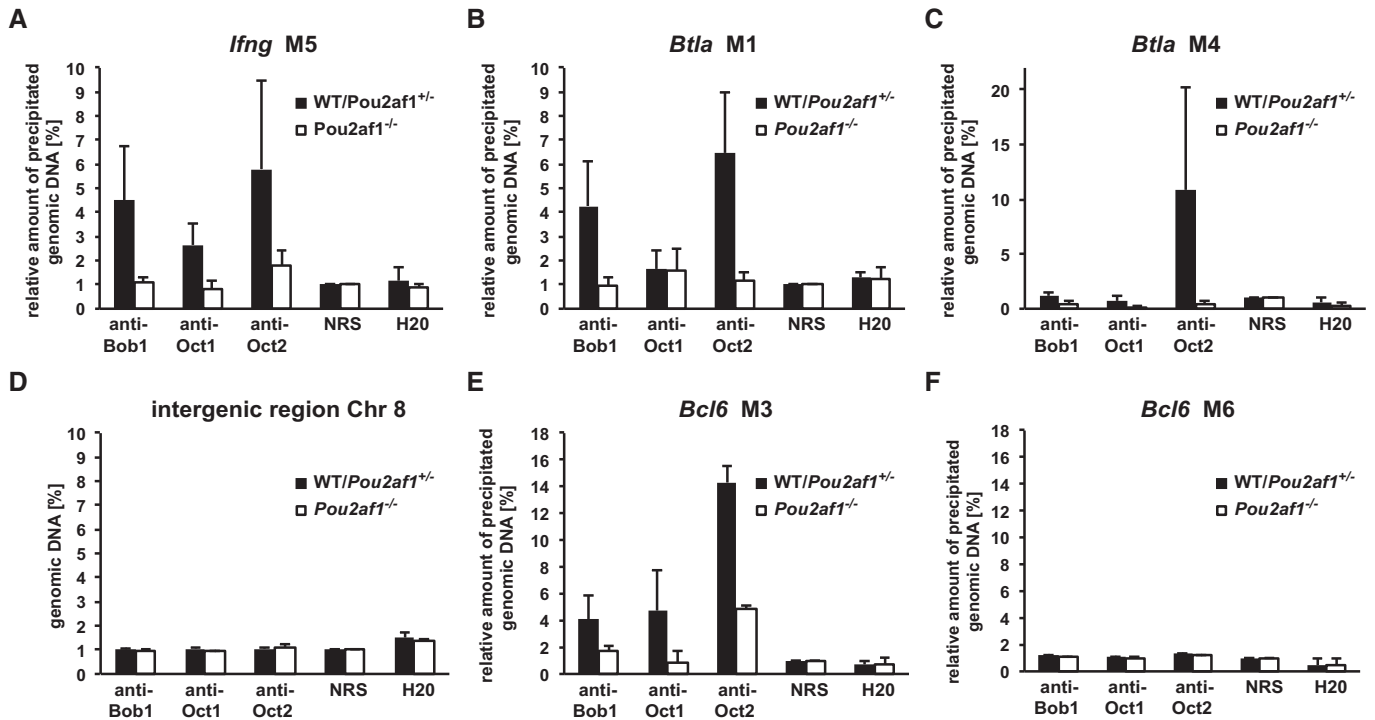 A
Ifng M5
relative amount of precipitated
genomic DNA [%]
10
9
8
7
6
5
4
3
2
1
0
WT/Pou2af1+/-
Pou2af1-/-
anti-
Bob1
anti-
Oct1
anti-
Oct2
NRS
H20
B
Btla M1
relative amount of precipitated
genomic DNA [%]
10
9
8
7
6
5
4
3
2
1
0
WT/Pou2af1+/-
Pou2af1-/-
anti-
Bob1
anti-
Oct1
anti-
Oct2
NRS
H20
C
Btla M4
relative amount of precipitated
genomic DNA [%]
20
15
10
5
0
WT/Pou2af1+/-
Pou2af1-/-
anti-
Bob1
anti-
Oct1
anti-
Oct2
NRS
H20
D
intergenic region Chr 8
genomic DNA [%]
10
9
8
7
6
5
4
3
2
1
0
WT/Pou2af1+/-
Pou2af1-/-
anti-
Bob1
anti-
Oct1
anti-
Oct2
NRS
H20
E
Bcl6 M3
relative amount of precipitated
genomic DNA [%]
18
16
14
12
10
8
6
4
2
0
WT/Pou2af1+/-
Pou2af1-/-
anti-
Bob1
anti-
Oct1
anti-
Oct2
NRS
H20
F
Bcl6 M6
relative amount of precipitated
genomic DNA [%]
18
16
14
12
10
8
6
4
2
0
WT/Pou2af1+/-
Pou2af1-/-
anti-
Bob1
anti-
Oct1
anti-
Oct2
NRS
H20